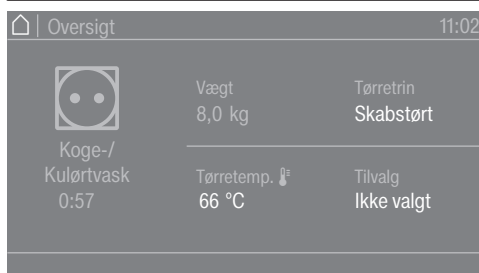 Oversigt 11:02
Koge-/
Kulørtvask
0:57
Vægt
8,0 kg
Tørretrin
Skabstørt
Tørretemp.
66 °C
Tilvalg
Ikke valgt